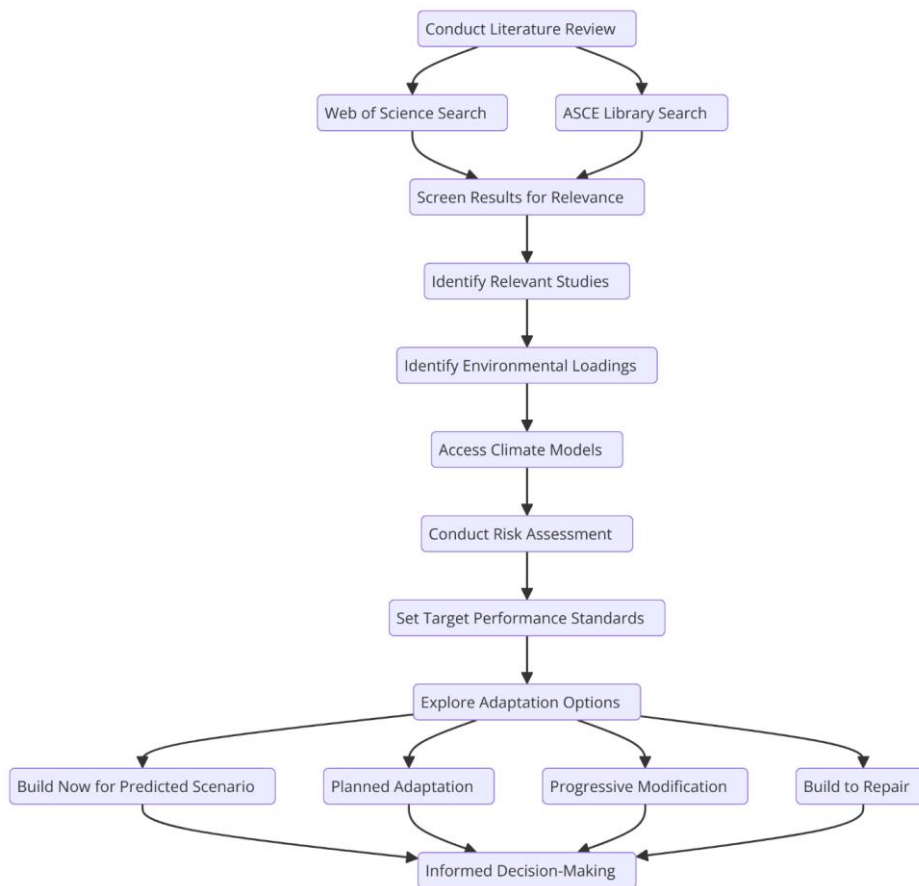 Conduct Literature Review
Web of Science Search
ASCE Library Search
Screen Results for Relevance
Identify Relevant Studies
Identify Environmental Loadings
Access Climate Models
Conduct Risk Assessment
Set Target Performance Standards
Explore Adaptation Options
Build Now for Predicted Scenario
Planned Adaptation
Progressive Modification
Build to Repair
Informed Decision-Making